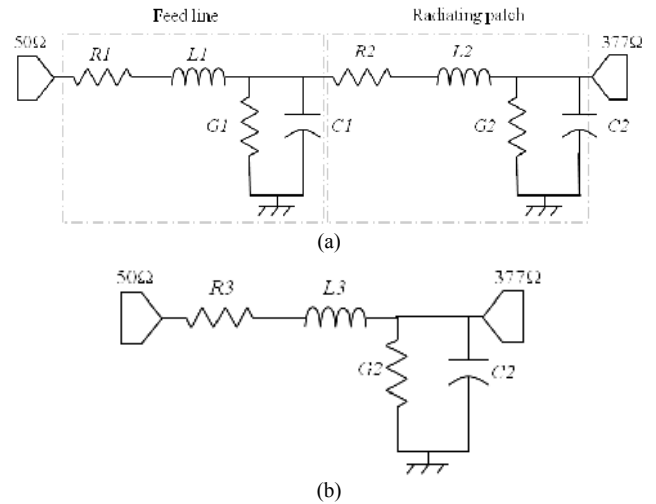 Feed line Radiating patch
50Ω R1 L1 R2 L2 377Ω
G1 C1 G2 C2
(a)
50Ω R3 L3 377Ω
G2 C2
(b)